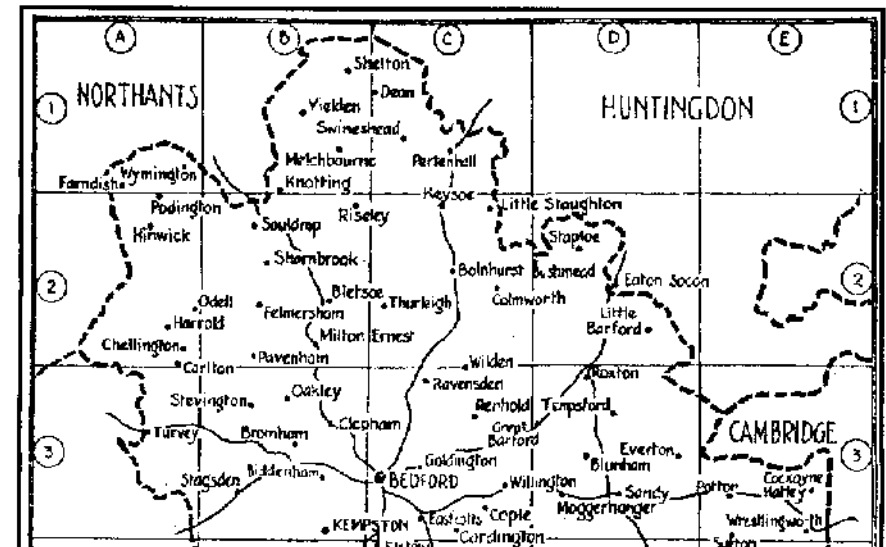 A B C D E
Shelton
NORTHANTS
Dean
HUNTINGDON
1 1
Yielden
Swineshead
Melchbourne
Pertenhall
Wymington
Farndish
Knotting
Keysoe
Podington
Riseley
Little Staughton
Souldrop
Hinwick
Staploe
Sharnbrook
Bolnhurst
Bushmead
Eaton Socon
2 2
Odell
Bletsoe
Thurleigh
Colmworth
Felmersham
Little
Barford
Harrold
Milton Ernest
Chellington
Pavenham
Wilden
Carlton
Roxton
Ravensden
Oakley
Stevington
Renhold
Tempsford
Clapham
Great
Barford
Turvey
Bromham
CAMBRIDGE
3 3
Everton
Goldington
Blunham
Biddenham
Stagsden
BEDFORD
Willington
Sandy
Potton
Cockayne
Hatley
Moggerhanger
KEMPSTON
Eastcotts
Cople
Wrestlingworth
Cardington
Sutton